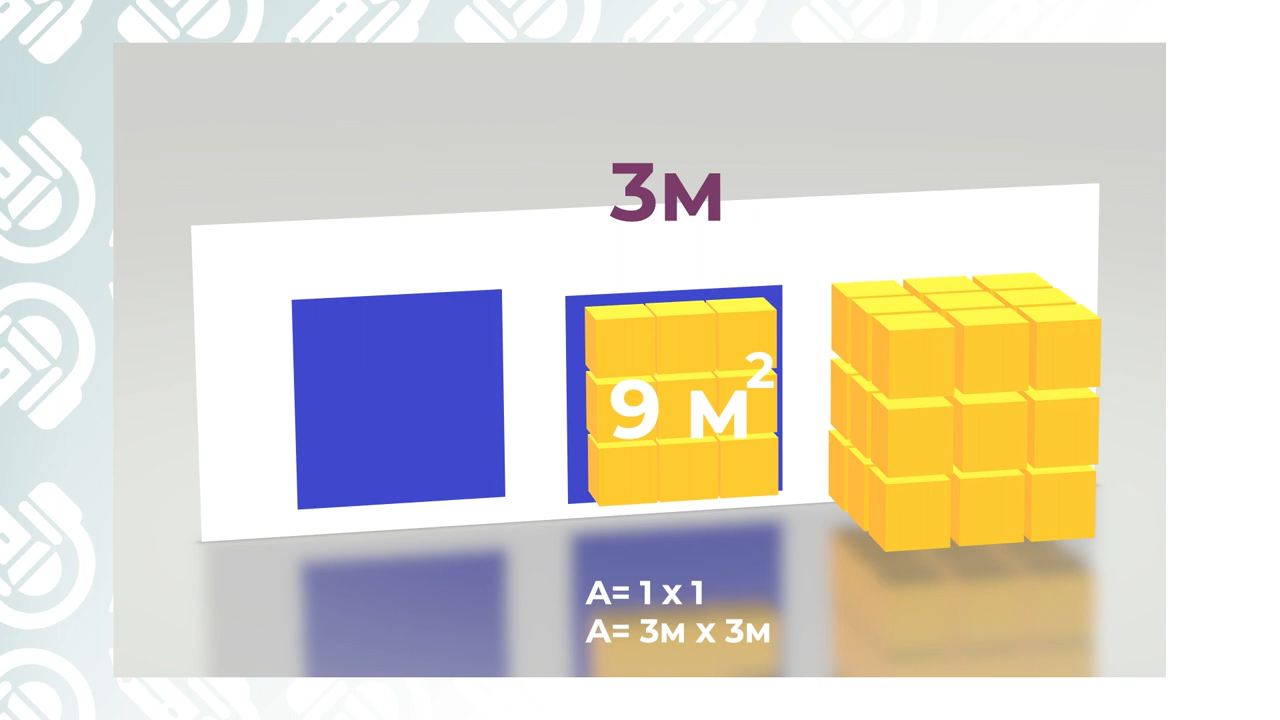 3м
9 м²
A= 1 x 1
A= 3м x 3м